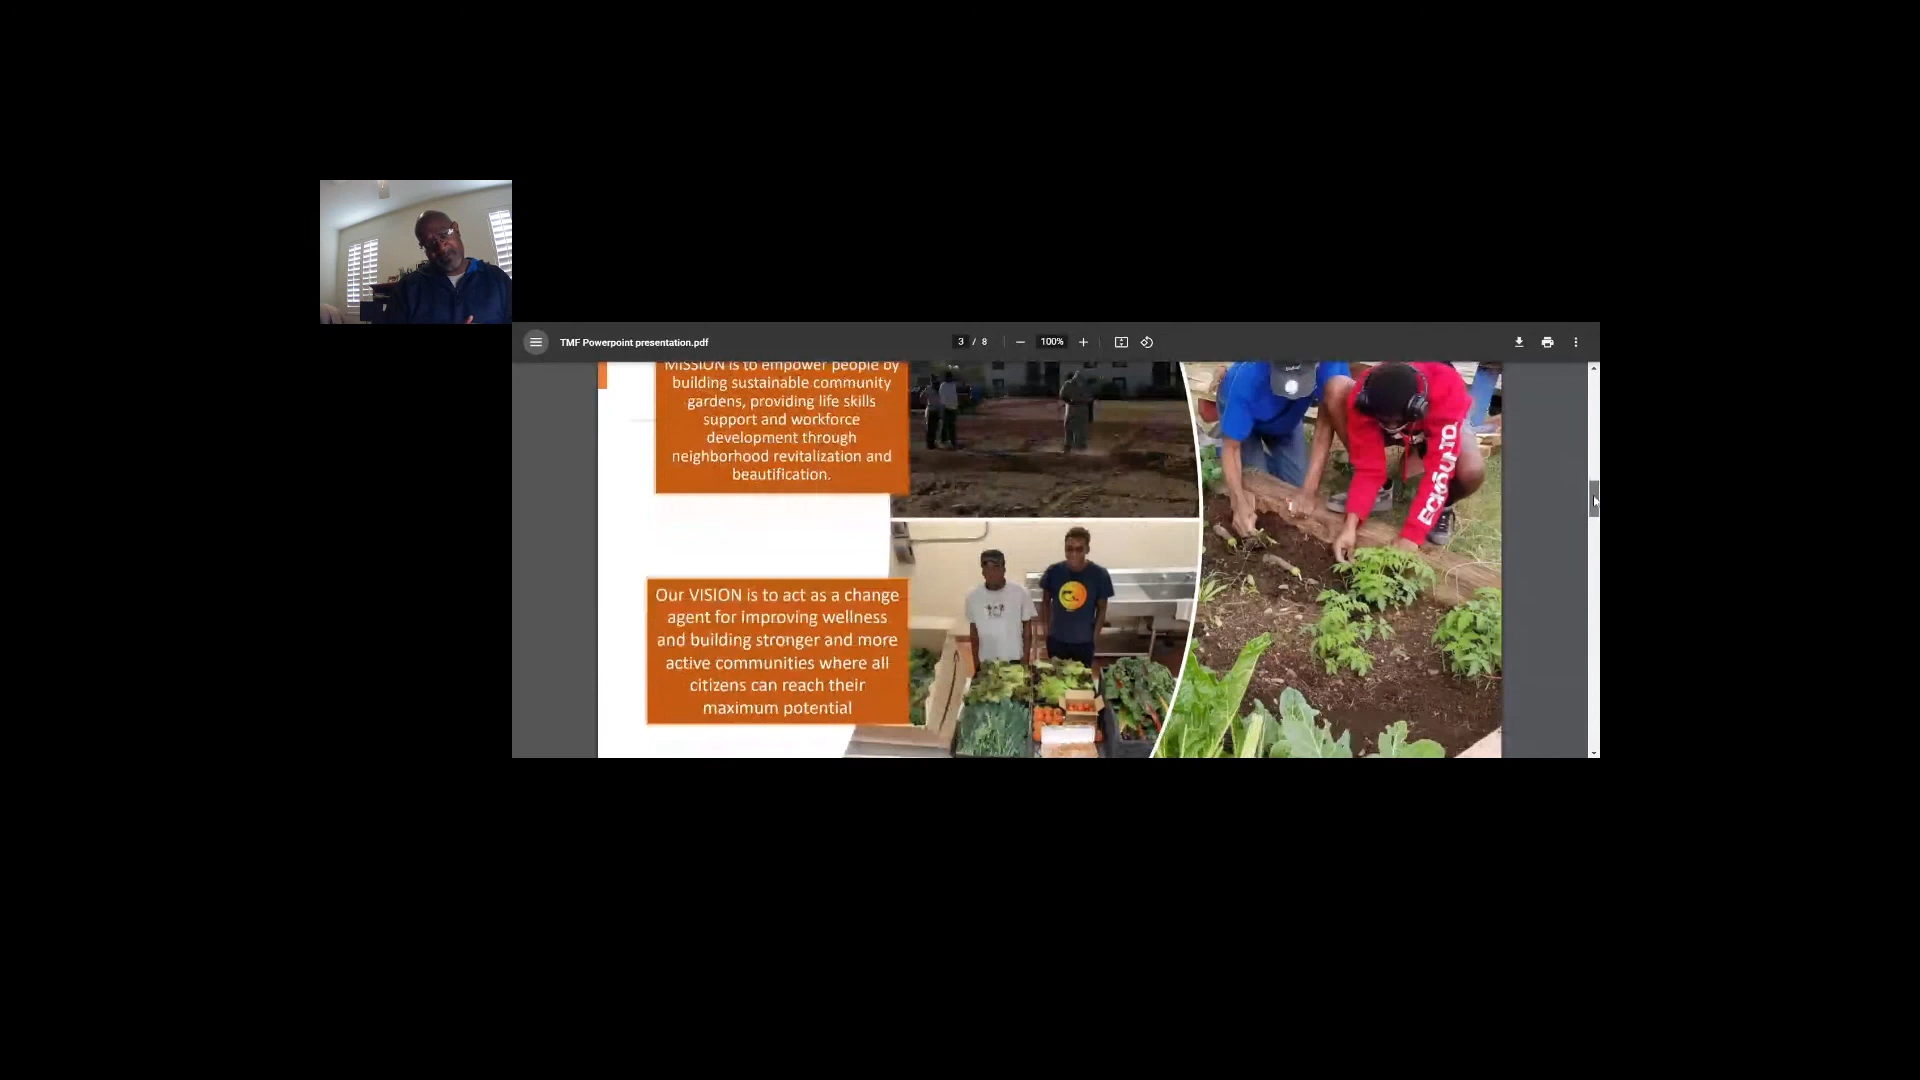 TMF Powerpoint presentation.pdf
3 / 8
100%
MISSION is to empower people by
building sustainable community
gardens, providing life skills
support and workforce
development through
neighborhood revitalization and
beautification.
ECKŌ UNTD.
Our VISION is to act as a change
agent for improving wellness
and building stronger and more
active communities where all
citizens can reach their
maximum potential